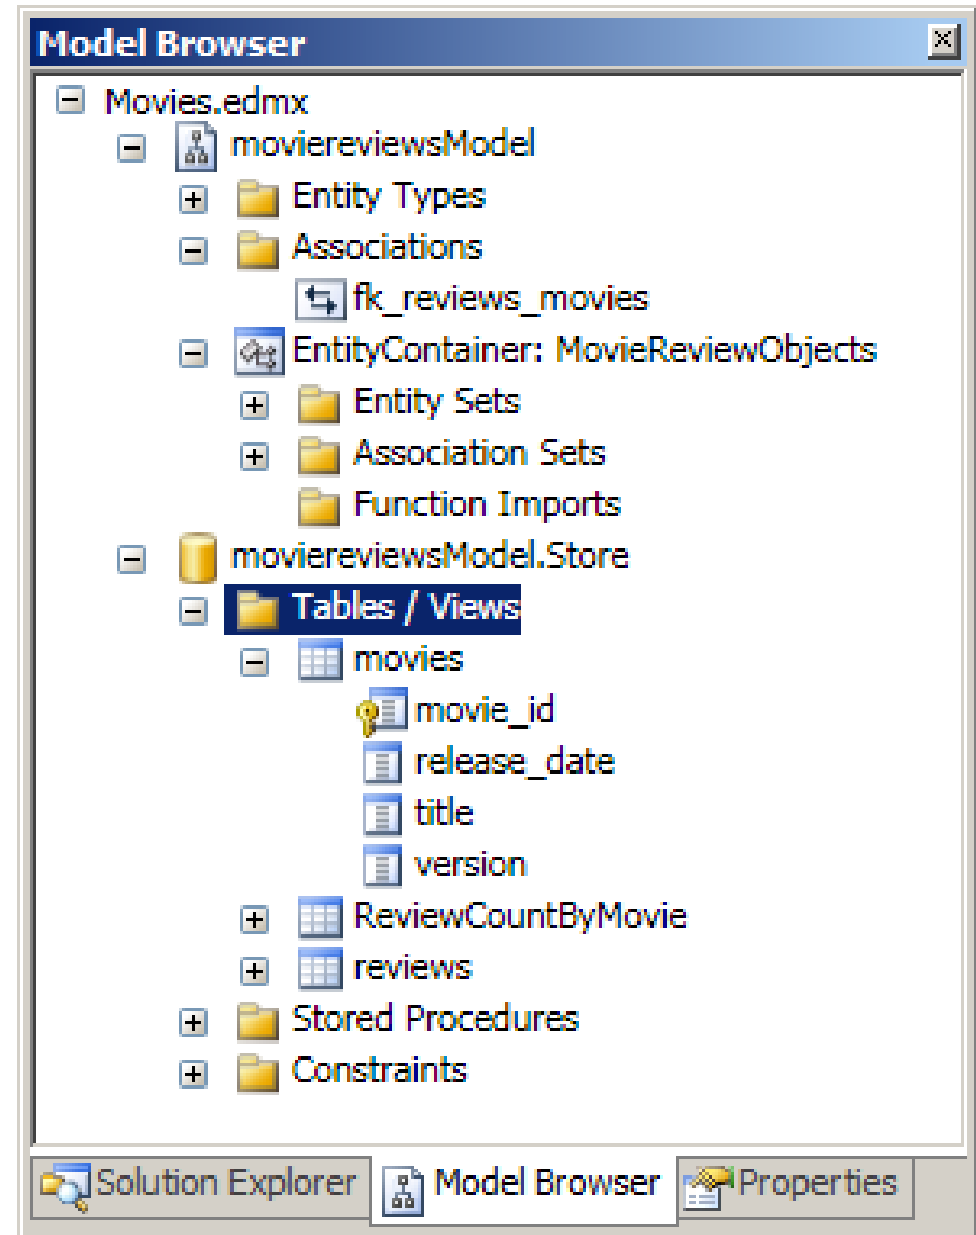 Model Browser
Movies.edmx
moviereviewsModel
Entity Types
Associations
fk_reviews_movies
EntityContainer: MovieReviewObjects
Entity Sets
Association Sets
Function Imports
moviereviewsModel.Store
Tables / Views
movies
movie_id
release_date
title
version
ReviewCountByMovie
reviews
Stored Procedures
Constraints
Solution Explorer Model Browser Properties